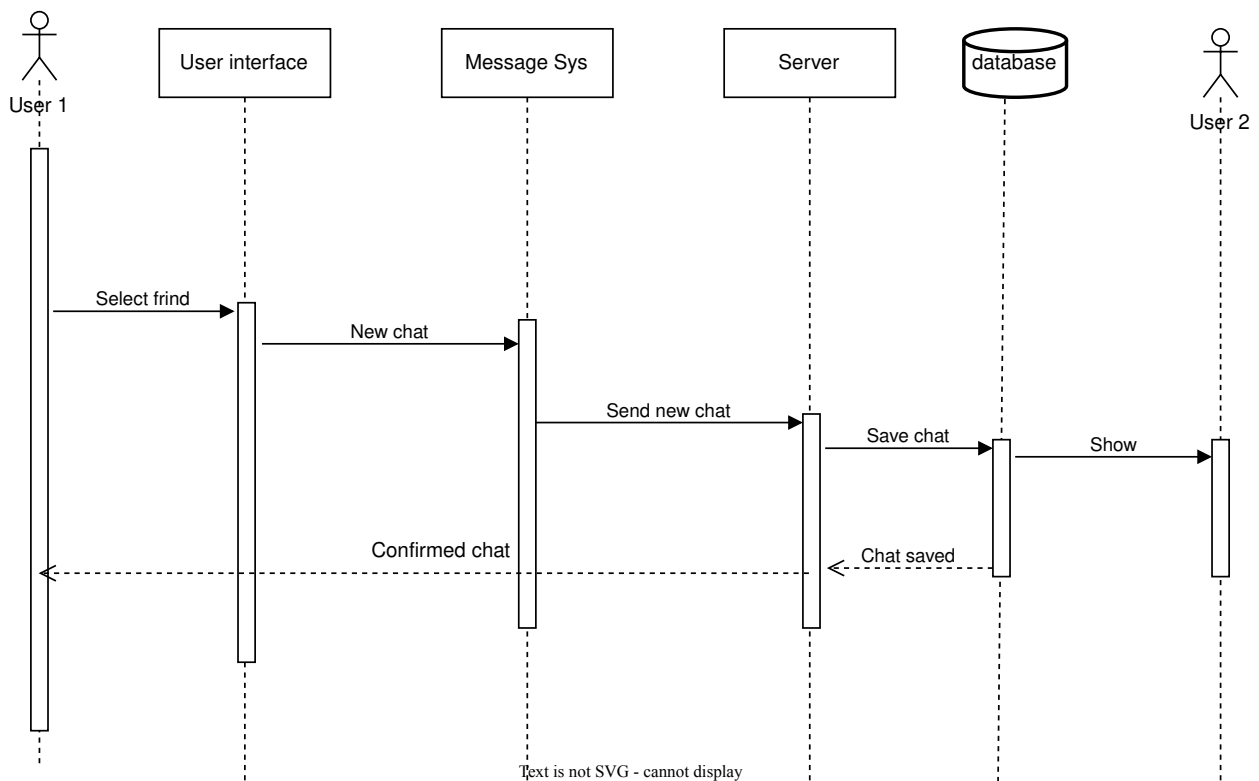 User 1
User interface
Message Sys
Server
database
User 2
Select frind
New chat
Send new chat
Save chat
Show
Confirmed chat
Chat saved
Text is not SVG - cannot display